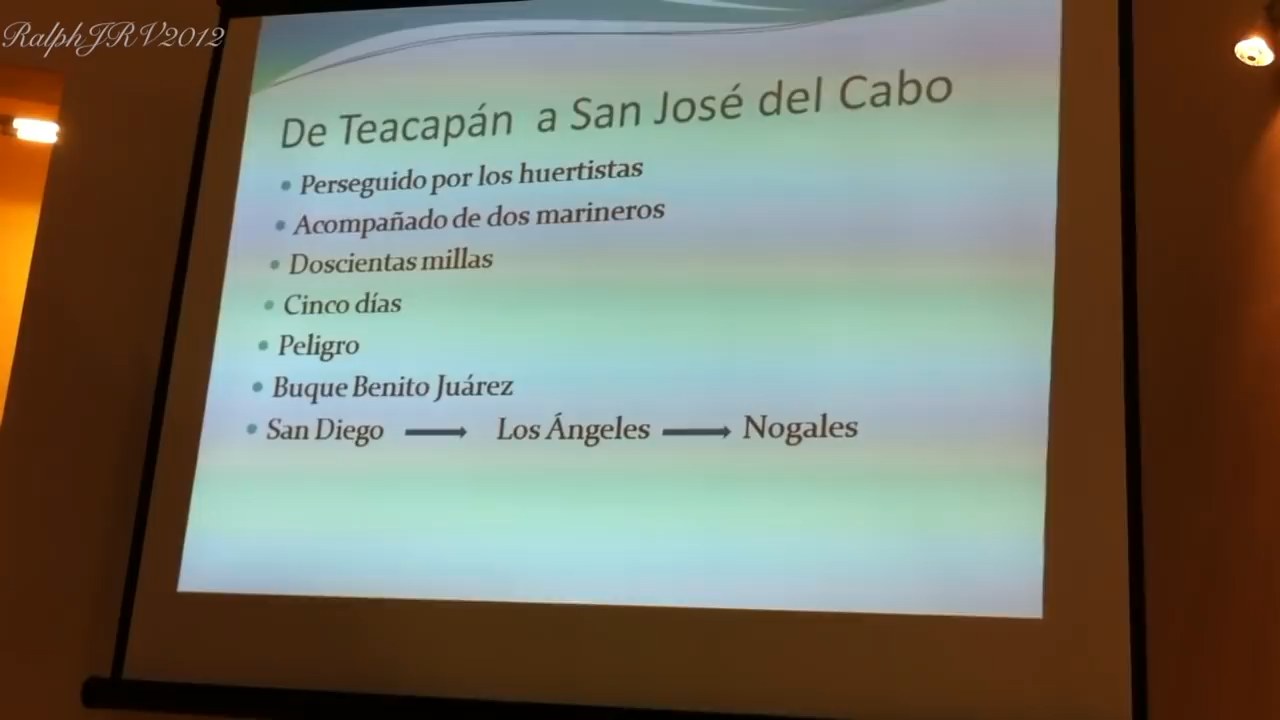 RalphJRV2012
De Teacapán a San José del Cabo
• Perseguido por los huertistas
• Acompañado de dos marineros
• Doscientas millas
• Cinco días
• Peligro
• Buque Benito Juárez
• San Diego → Los Ángeles → Nogales